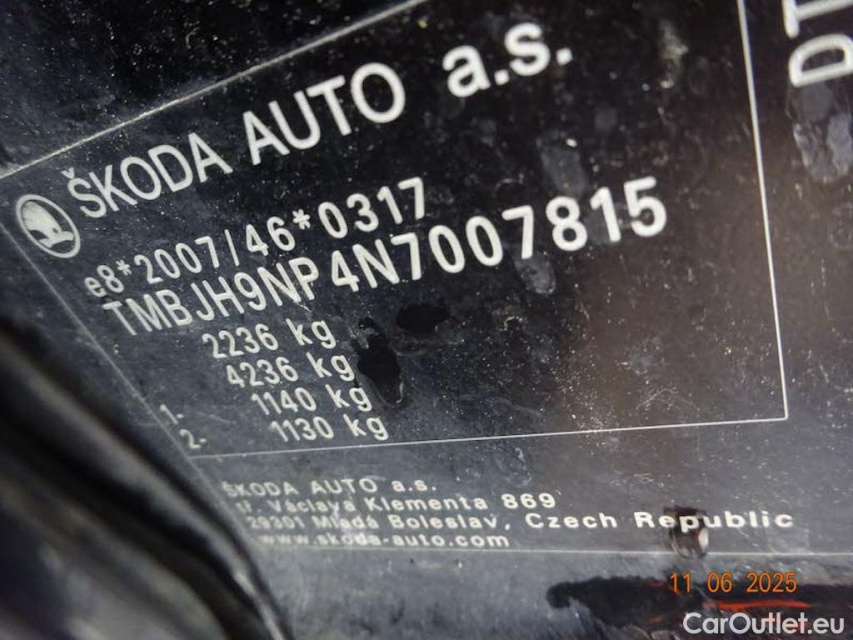 ŠKODA AUTO a.s.
e8*2007/46*0317
TMBJH9NP4N7007815
2236 kg
4236 kg
1- 1140 kg
2- 1130 kg
ŠKODA AUTO a.s.
tř. Václava Klementa 869
29301 Mladá Boleslav, Czech Republic
www.skoda-auto.com
DT
11 06 2025
CarOutlet.eu